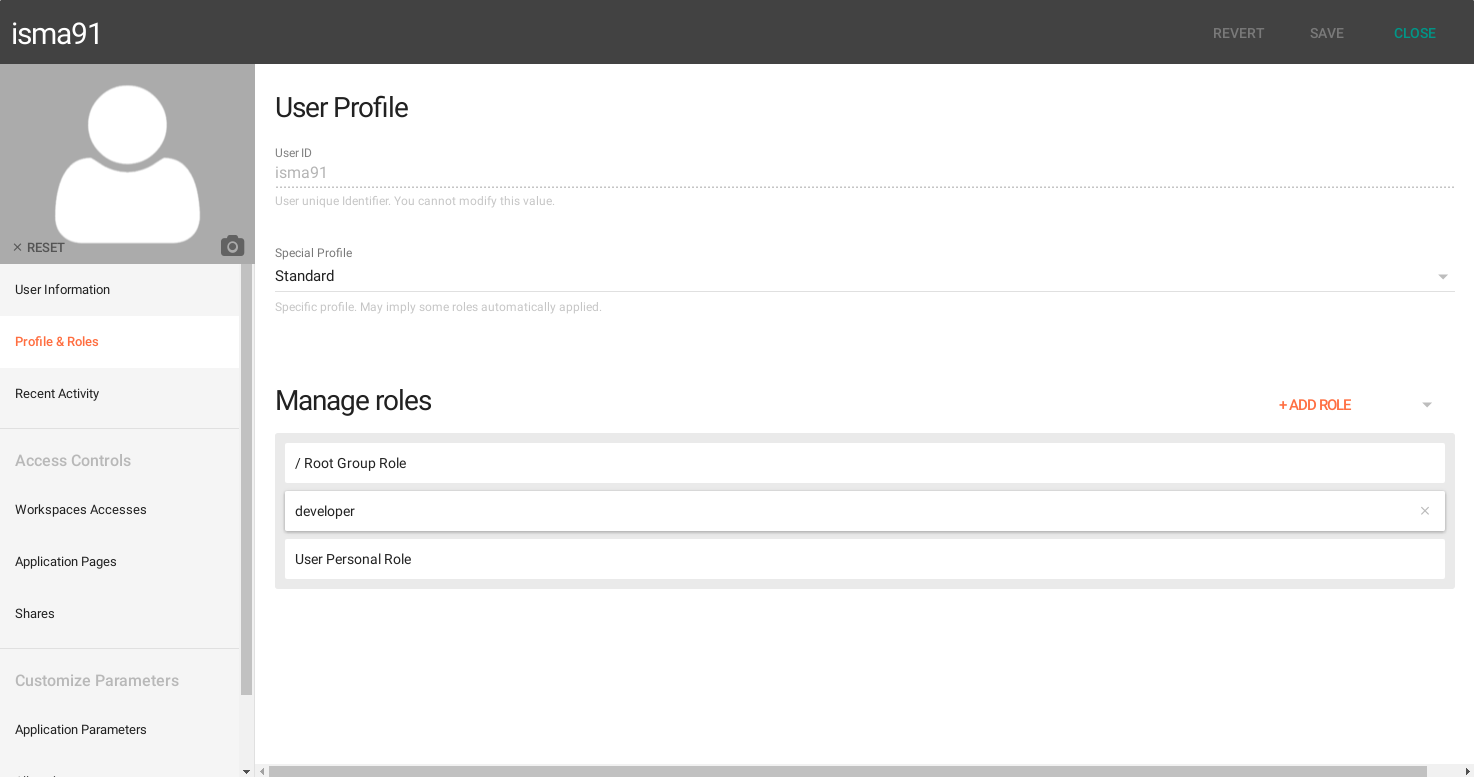 isma91
REVERT
SAVE
CLOSE
× RESET
User Information
Profile & Roles
Recent Activity
Access Controls
Workspaces Accesses
Application Pages
Shares
Customize Parameters
Application Parameters
User Profile
User ID
isma91
User unique Identifier. You cannot modify this value.
Special Profile
Standard
Specific profile. May imply some roles automatically applied.
Manage roles
+ ADD ROLE
/ Root Group Role
developer
×
User Personal Role